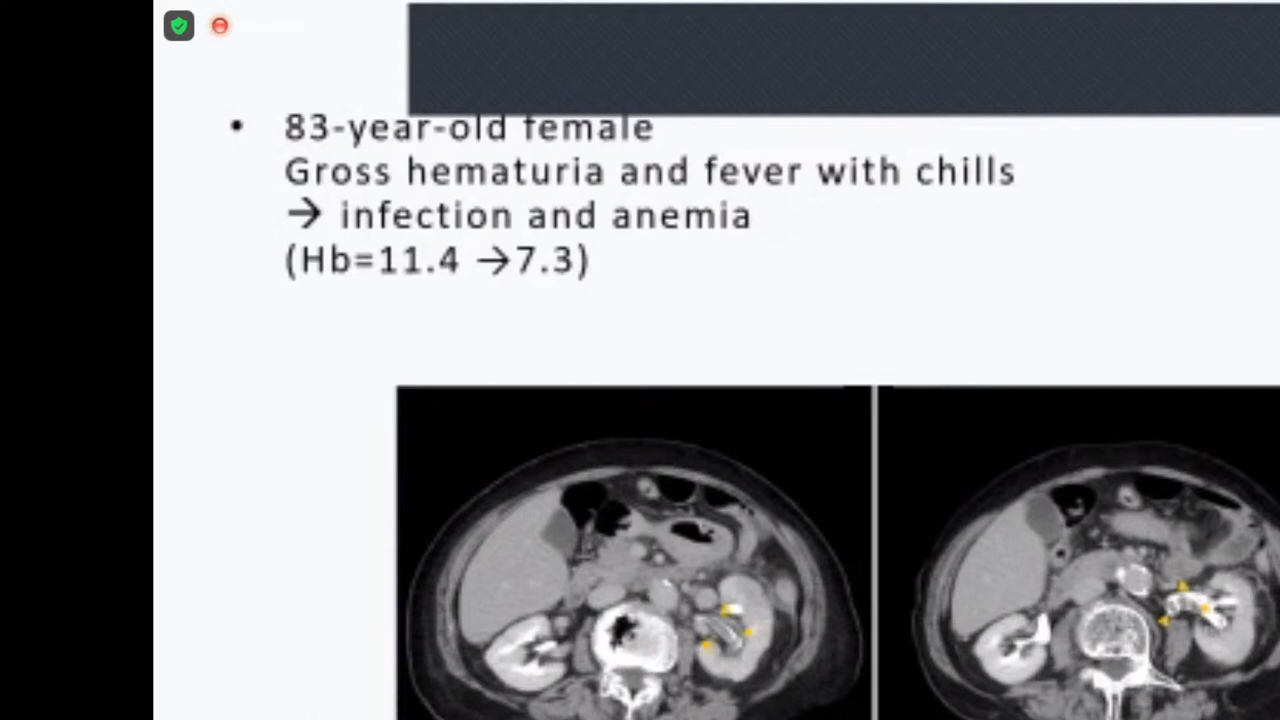 • 83-year-old female
Gross hematuria and fever with chills
→ infection and anemia
(Hb=11.4 →7.3)